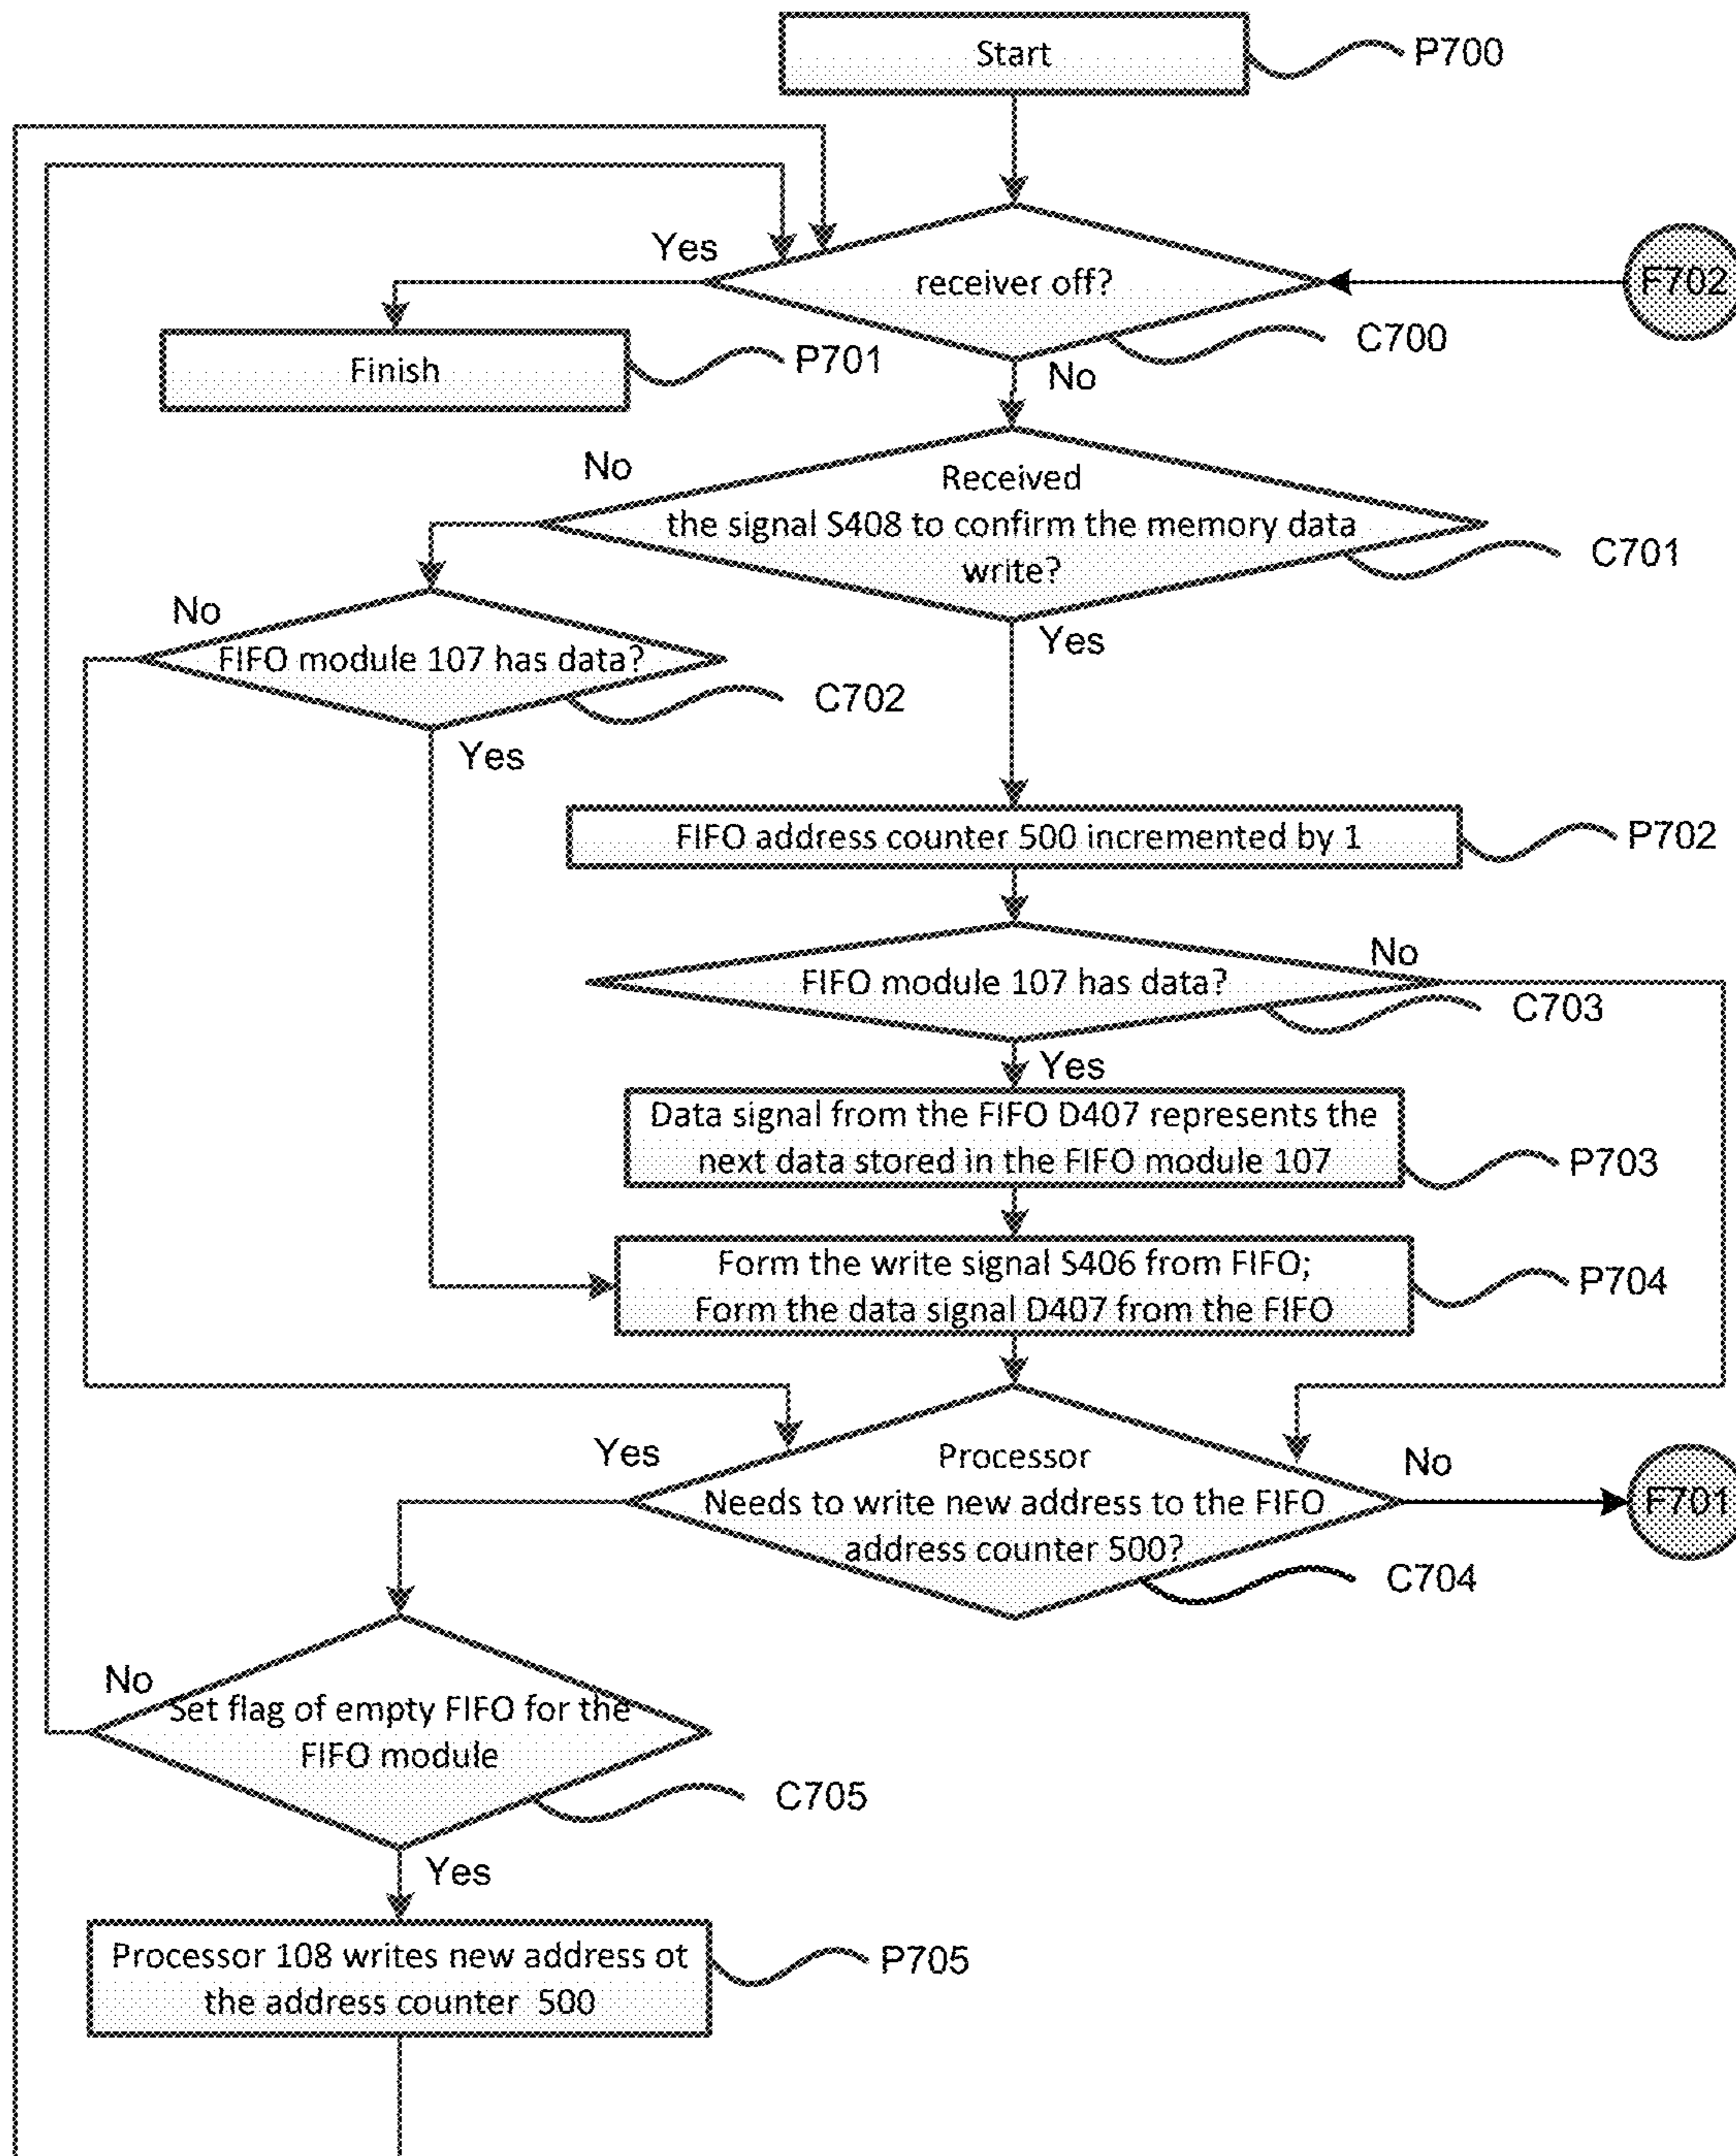 Start
P700
Yes
receiver off?
F702
C700
Finish
P701
No
No
Received
the signal S408 to confirm the memory data
write?
C701
No
Yes
FIFO module 107 has data?
C702
Yes
FIFO address counter 500 incremented by 1
P702
No
FIFO module 107 has data?
C703
Yes
Data signal from the FIFO D407 represents the
next data stored in the FIFO module 107
P703
Form the write signal S406 from FIFO;
Form the data signal D407 from the FIFO
P704
Yes
Processor
No
Needs to write new address to the FIFO
F701
address counter 500?
C704
No
Set flag of empty FIFO for the
FIFO module
C705
Yes
Processor 108 writes new address ot
the address counter 500
P705